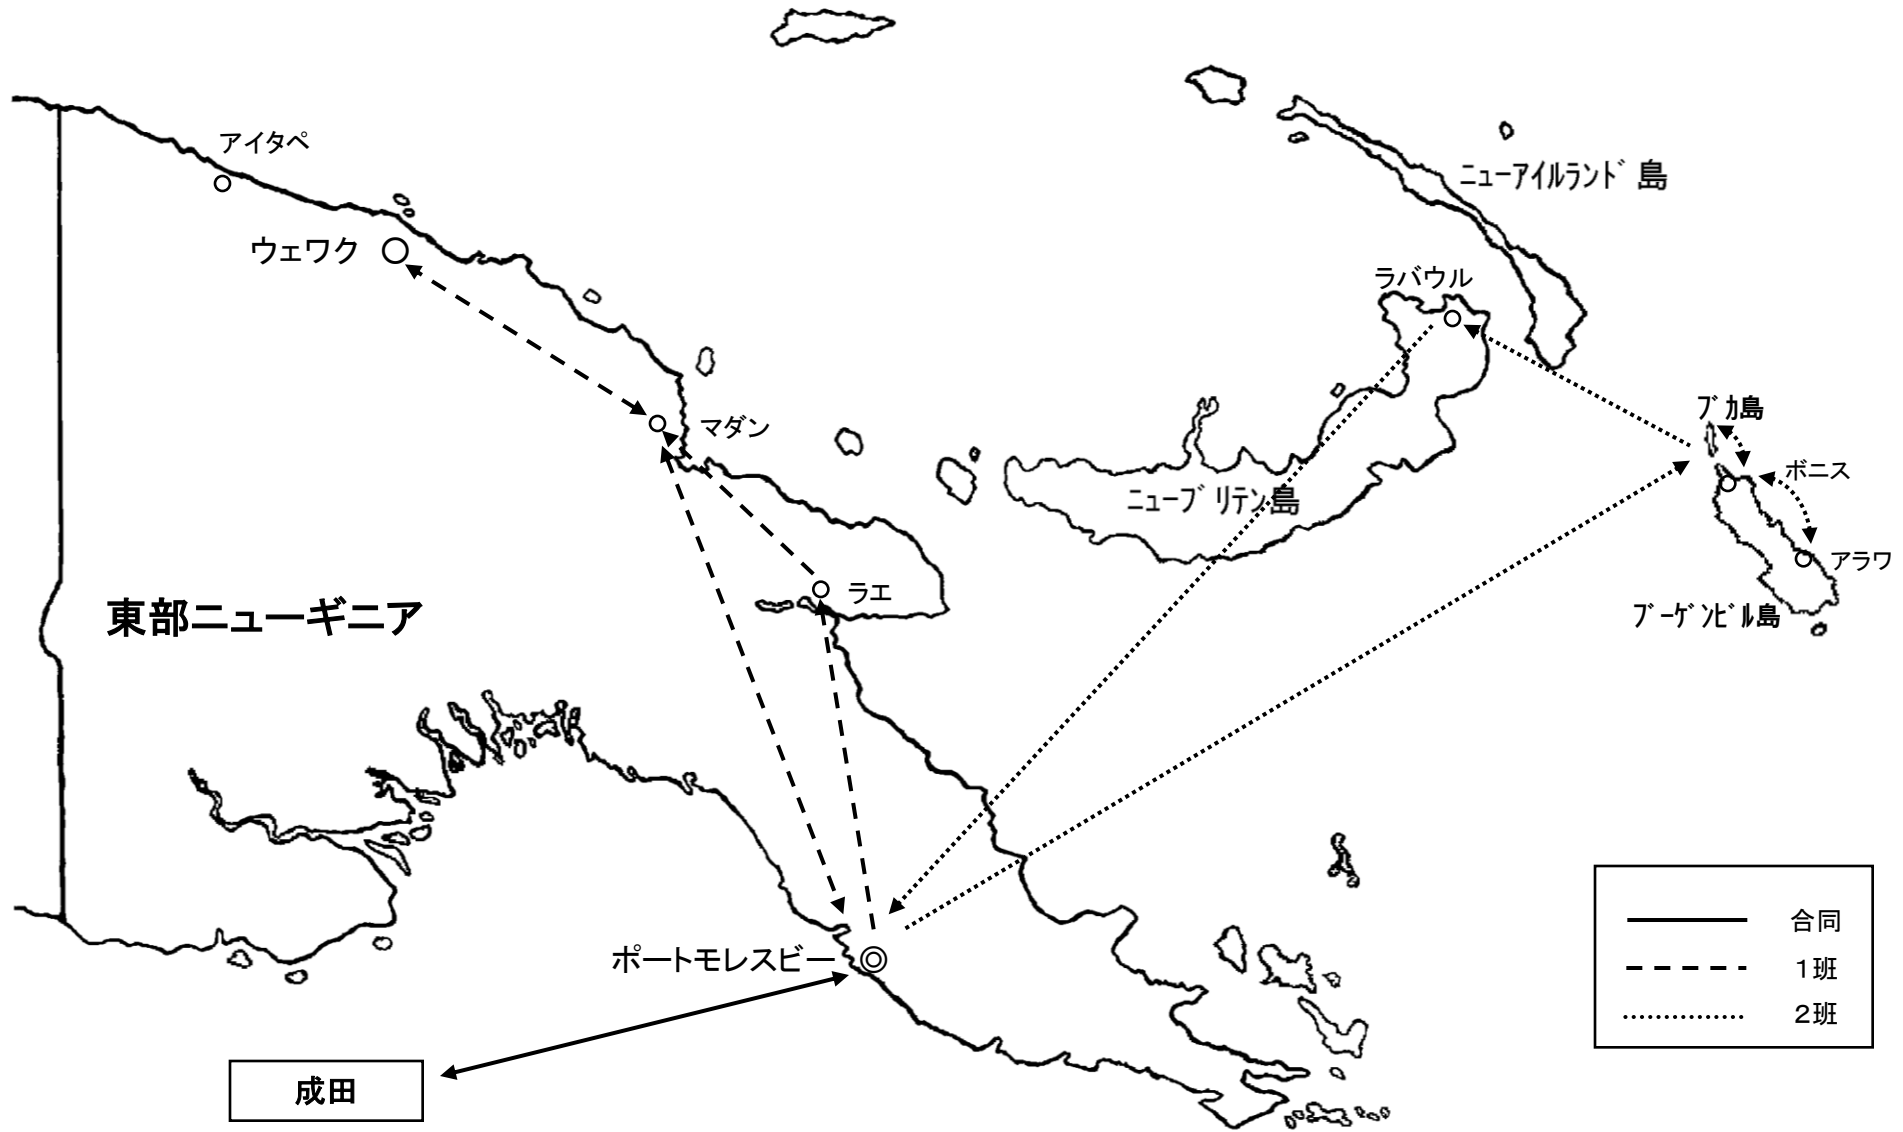 アイタペ
ニューアイルランド島
ウェワク
ラバウル
ブカ島
マダン
ボニス
ニューブリテン島
アラワ
ラエ
東部ニューギニア
ブーゲンビル島
合同
ポートモレスビー
１班
２班
成田